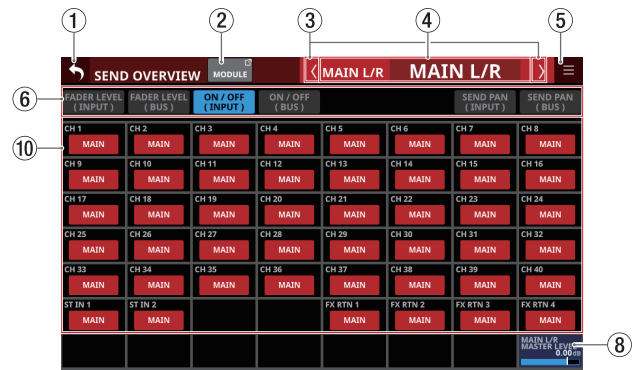 ① ② ③ ④ ⑤
SEND OVERVIEW MODULE MAIN L/R MAIN L/R
⑥
FADER LEVEL (INPUT) FADER LEVEL (BUS) ON / OFF (INPUT) ON / OFF (BUS) SEND PAN (INPUT) SEND PAN (BUS)
⑩
CH 1 CH 2 CH 3 CH 4 CH 5 CH 6 CH 7 CH 8
MAIN MAIN MAIN MAIN MAIN MAIN MAIN MAIN
CH 9 CH 10 CH 11 CH 12 CH 13 CH 14 CH 15 CH 16
MAIN MAIN MAIN MAIN MAIN MAIN MAIN MAIN
CH 17 CH 18 CH 19 CH 20 CH 21 CH 22 CH 23 CH 24
MAIN MAIN MAIN MAIN MAIN MAIN MAIN MAIN
CH 25 CH 26 CH 27 CH 28 CH 29 CH 30 CH 31 CH 32
MAIN MAIN MAIN MAIN MAIN MAIN MAIN MAIN
CH 33 CH 34 CH 35 CH 36 CH 37 CH 38 CH 39 CH 40
MAIN MAIN MAIN MAIN MAIN MAIN MAIN MAIN
ST IN 1 ST IN 2 FX RTN 1 FX RTN 2 FX RTN 3 FX RTN 4
MAIN MAIN MAIN MAIN MAIN MAIN
MAIN L/R
MASTER LEVEL
0.00dB
⑧